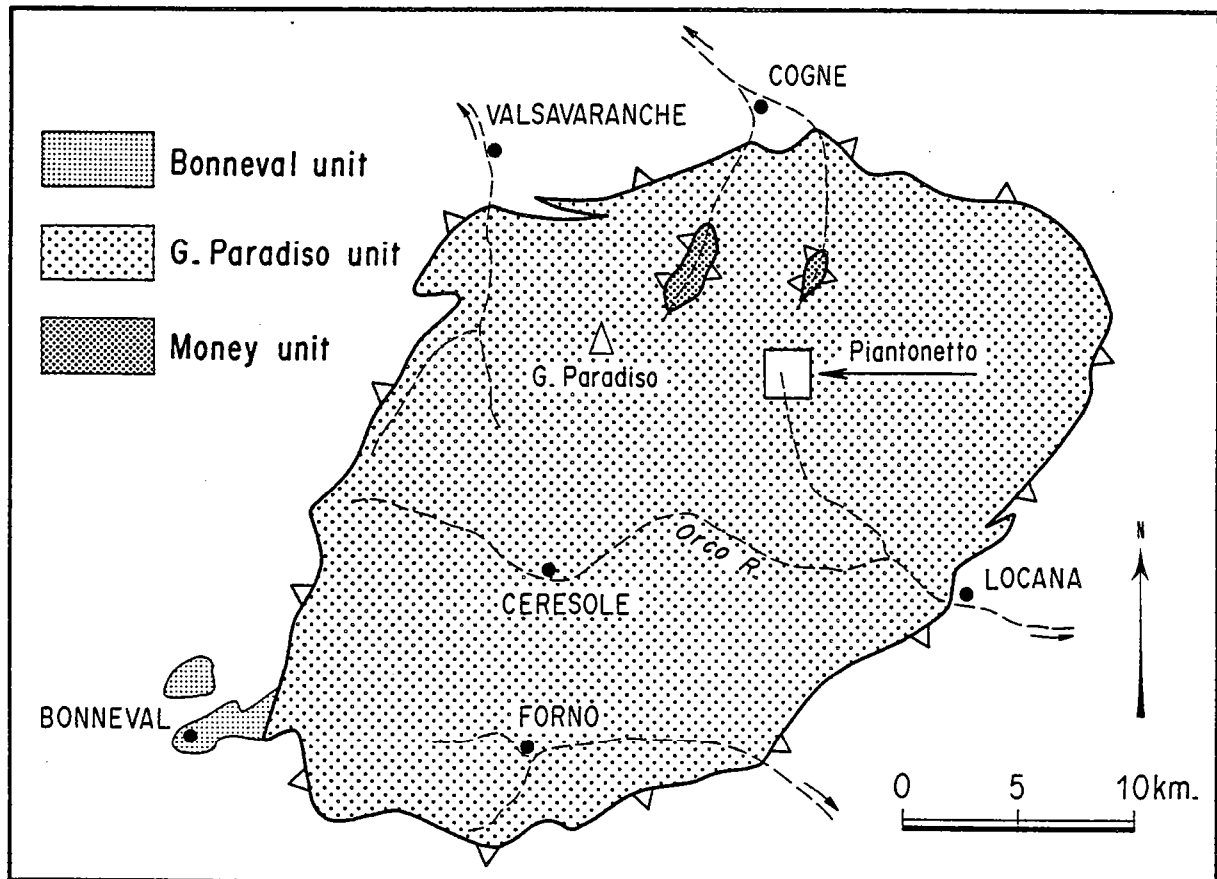 COGNE
VALSAVARANCHE
Bonneval unit
G. Paradiso unit
Money unit
Piantonetto
G. Paradiso
Orco R.
N
LOCANA
CERESOLE
BONNEVAL
FORNO
0 5 10km.